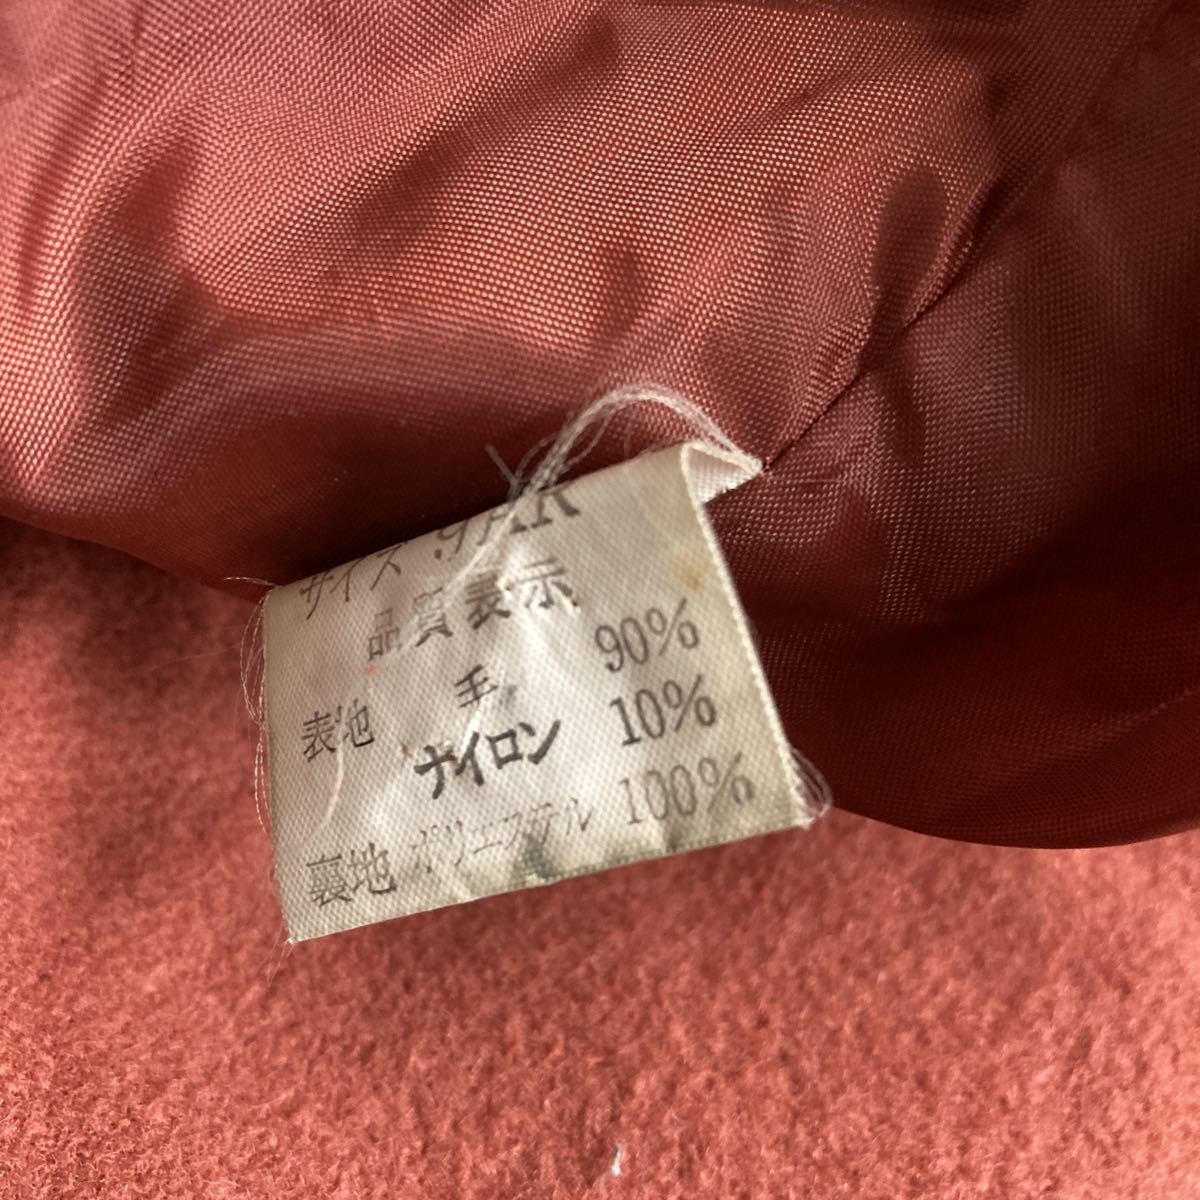 サイズ 9AR
品質表示
表地 毛 90%
ナイロン 10%
裏地 ポリエステル 100%